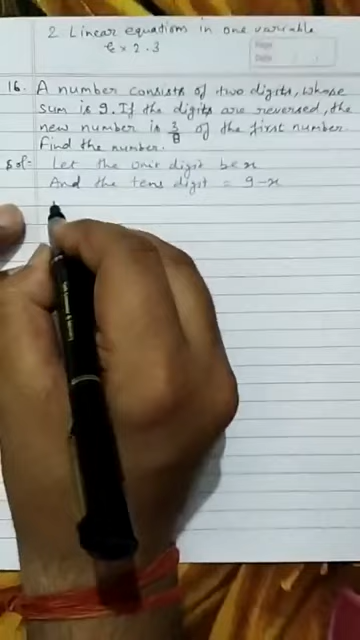 2 Linear equations in one variable
Ex 2.3
Page
Date
16. A number consists of two digits, whose
sum is 9. If the digits are reversed, the
new number is 3/8 of the first number.
Find the number.
Sol:- Let the unit digit be x
And the tens digit = 9-x